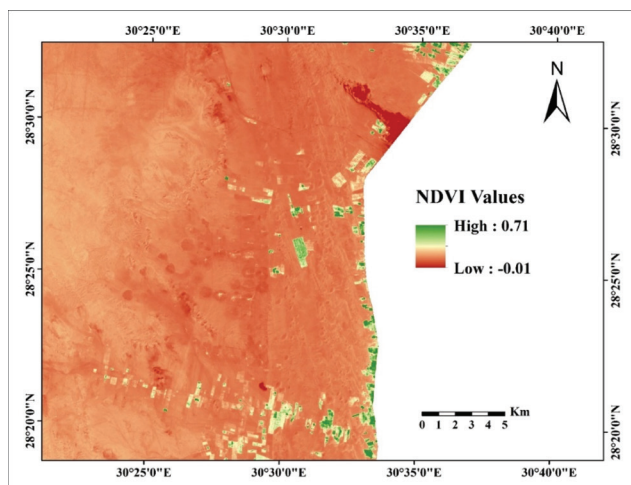 30°25'0"E 30°30'0"E 30°35'0"E 30°40'0"E
N
28°30'0"N 28°30'0"N
NDVI Values
High : 0.71
Low : -0.01
28°25'0"N 28°25'0"N
Km
0 1 2 3 4 5
28°20'0"N 28°20'0"N
30°25'0"E 30°30'0"E 30°35'0"E 30°40'0"E